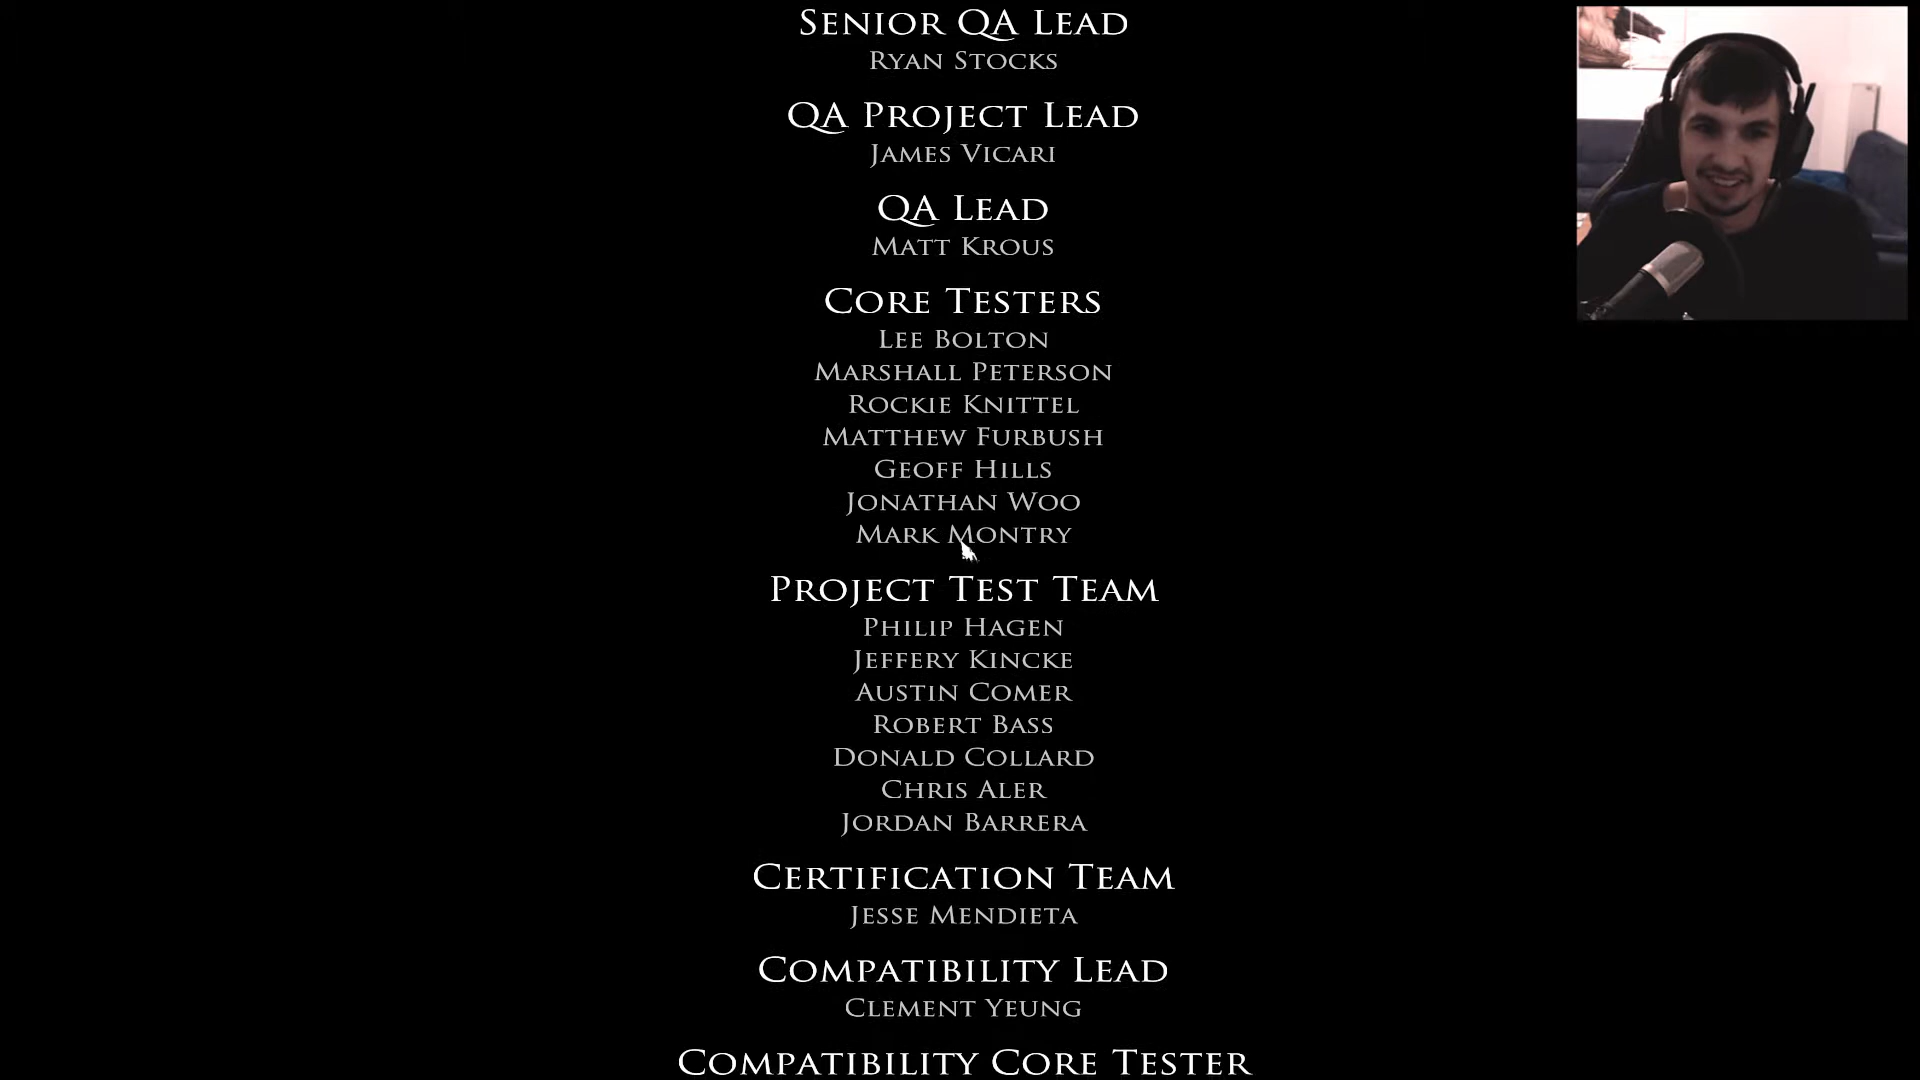 Senior QA Lead
Ryan Stocks
QA Project Lead
James Vicari
QA Lead
Matt Krous
Core Testers
Lee Bolton
Marshall Peterson
Rockie Knittel
Matthew Furbush
Geoff Hills
Jonathan Woo
Mark Montry
Project Test Team
Philip Hagen
Jeffery Kincke
Austin Comer
Robert Bass
Donald Collard
Chris Aler
Jordan Barrera
Certification Team
Jesse Mendieta
Compatibility Lead
Clement Yeung
Compatibility Core Tester